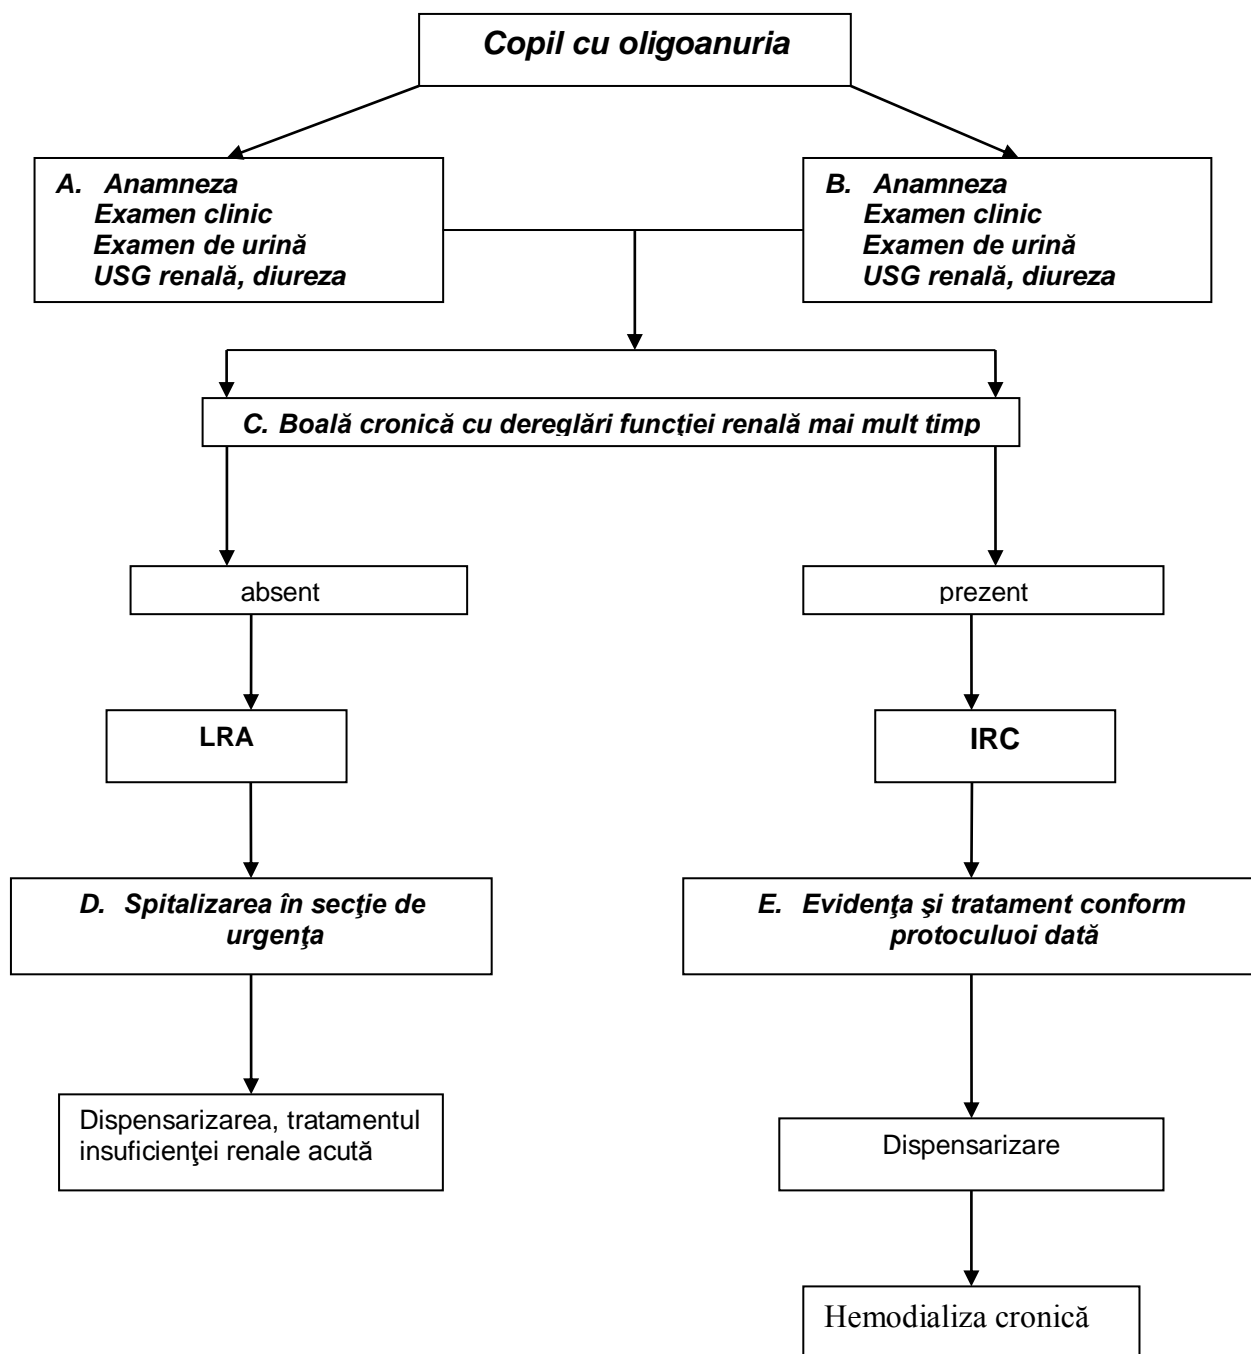 Copil cu oligoanuria
A. Anamneza
Examen clinic
Examen de urină
USG renală, diureza
B. Anamneza
Examen clinic
Examen de urină
USG renală, diureza
C. Boală cronică cu dereglări funcţiei renală mai mult timp
absent
prezent
LRA
IRC
D. Spitalizarea în secţie de
urgenţa
E. Evidenţa şi tratament conform
protoculuoi dată
Dispensarizarea, tratamentul
insuficienţei renale acută
Dispensarizare
Hemodializa cronică